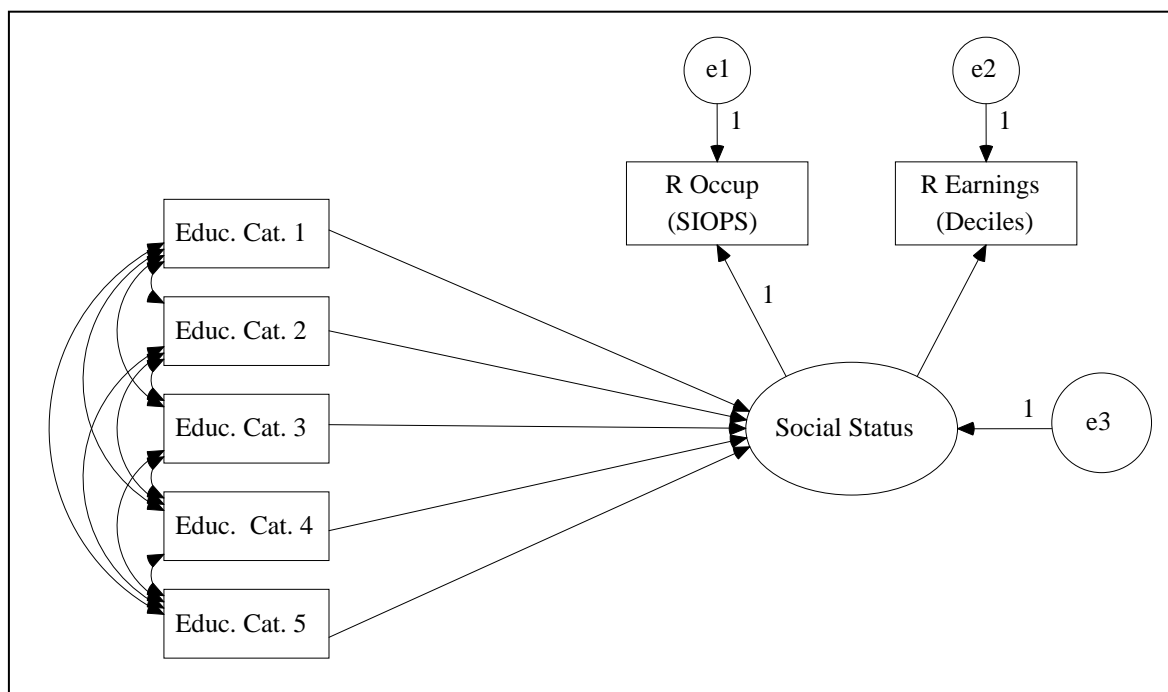 e1
e2
1
1
R Occup
(SIOPS)
R Earnings
(Deciles)
Educ. Cat. 1
Educ. Cat. 2
Educ. Cat. 3
Educ.  Cat. 4
Educ. Cat. 5
1
Social Status
1
e3